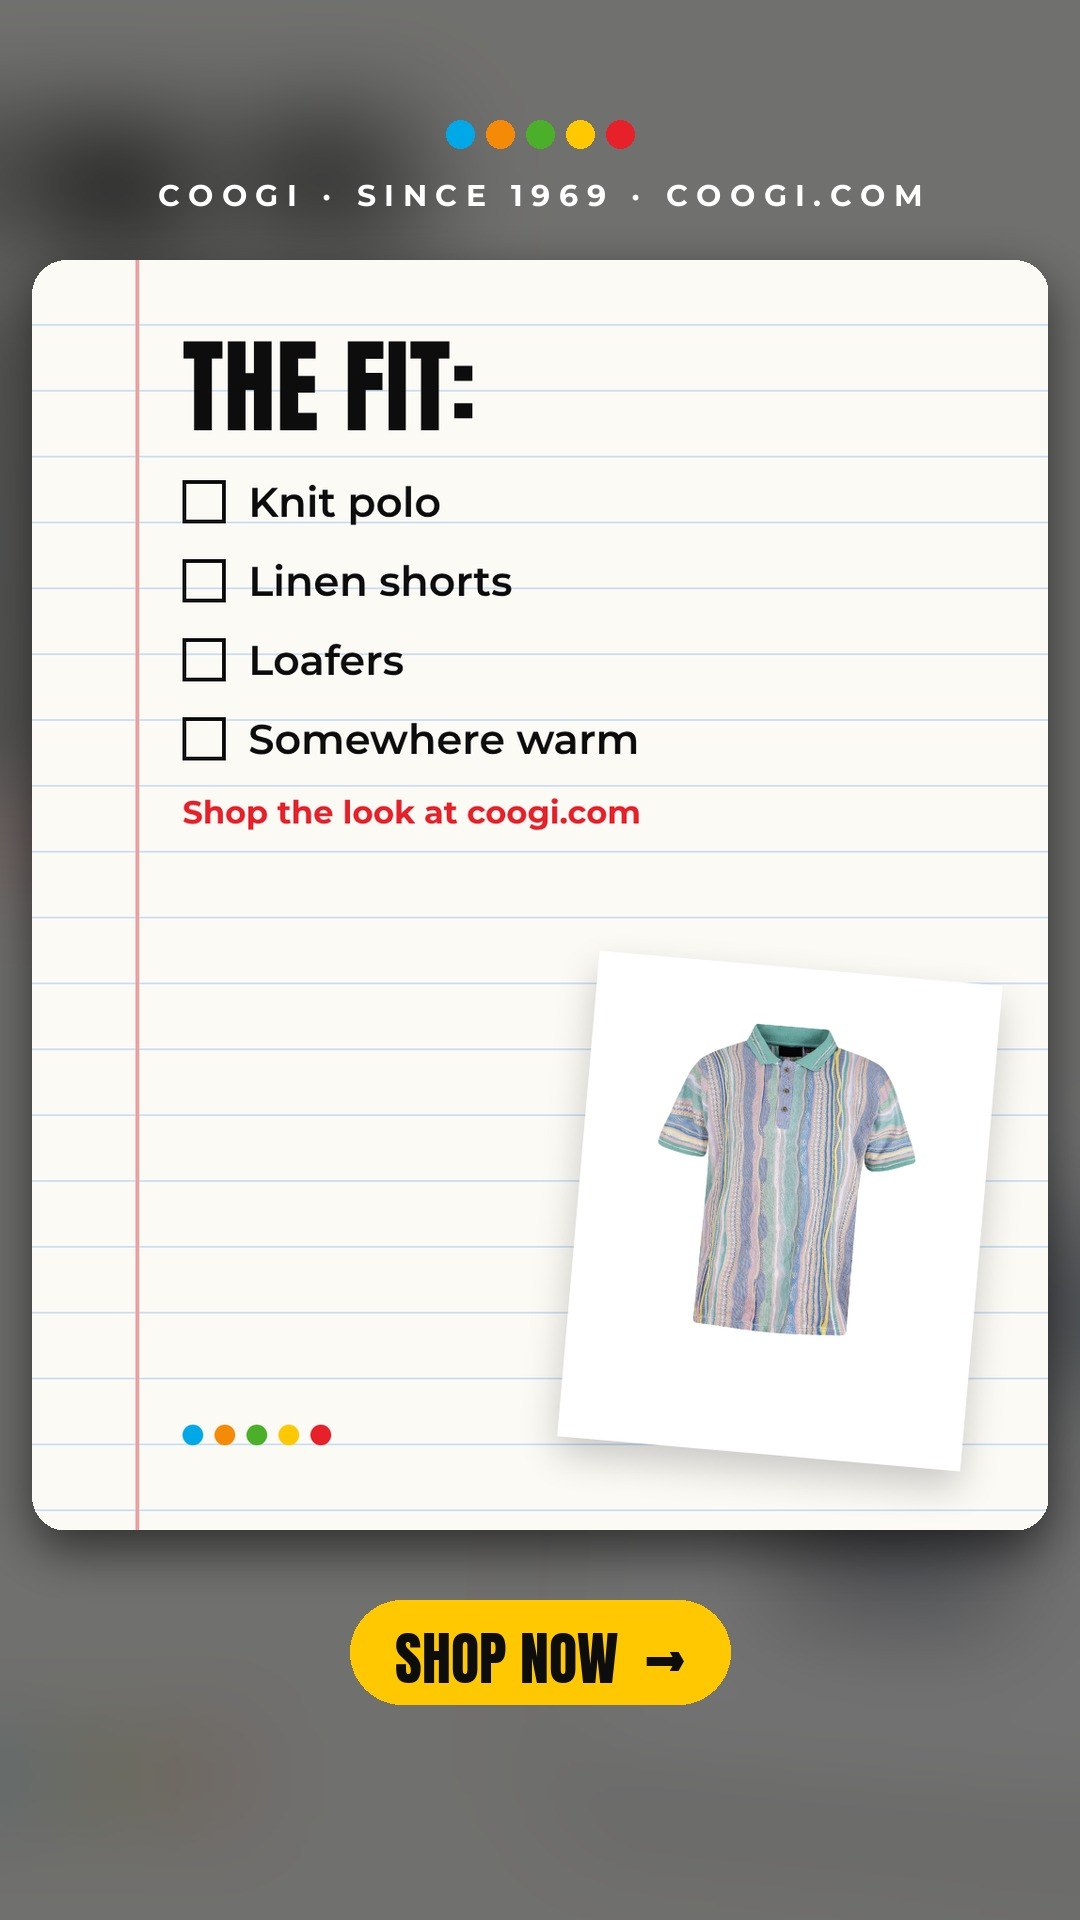 COOGI · SINCE 1969 · COOGI.COM
THE FIT:
Knit polo
Linen shorts
Loafers
Somewhere warm
Shop the look at coogi.com
SHOP NOW →